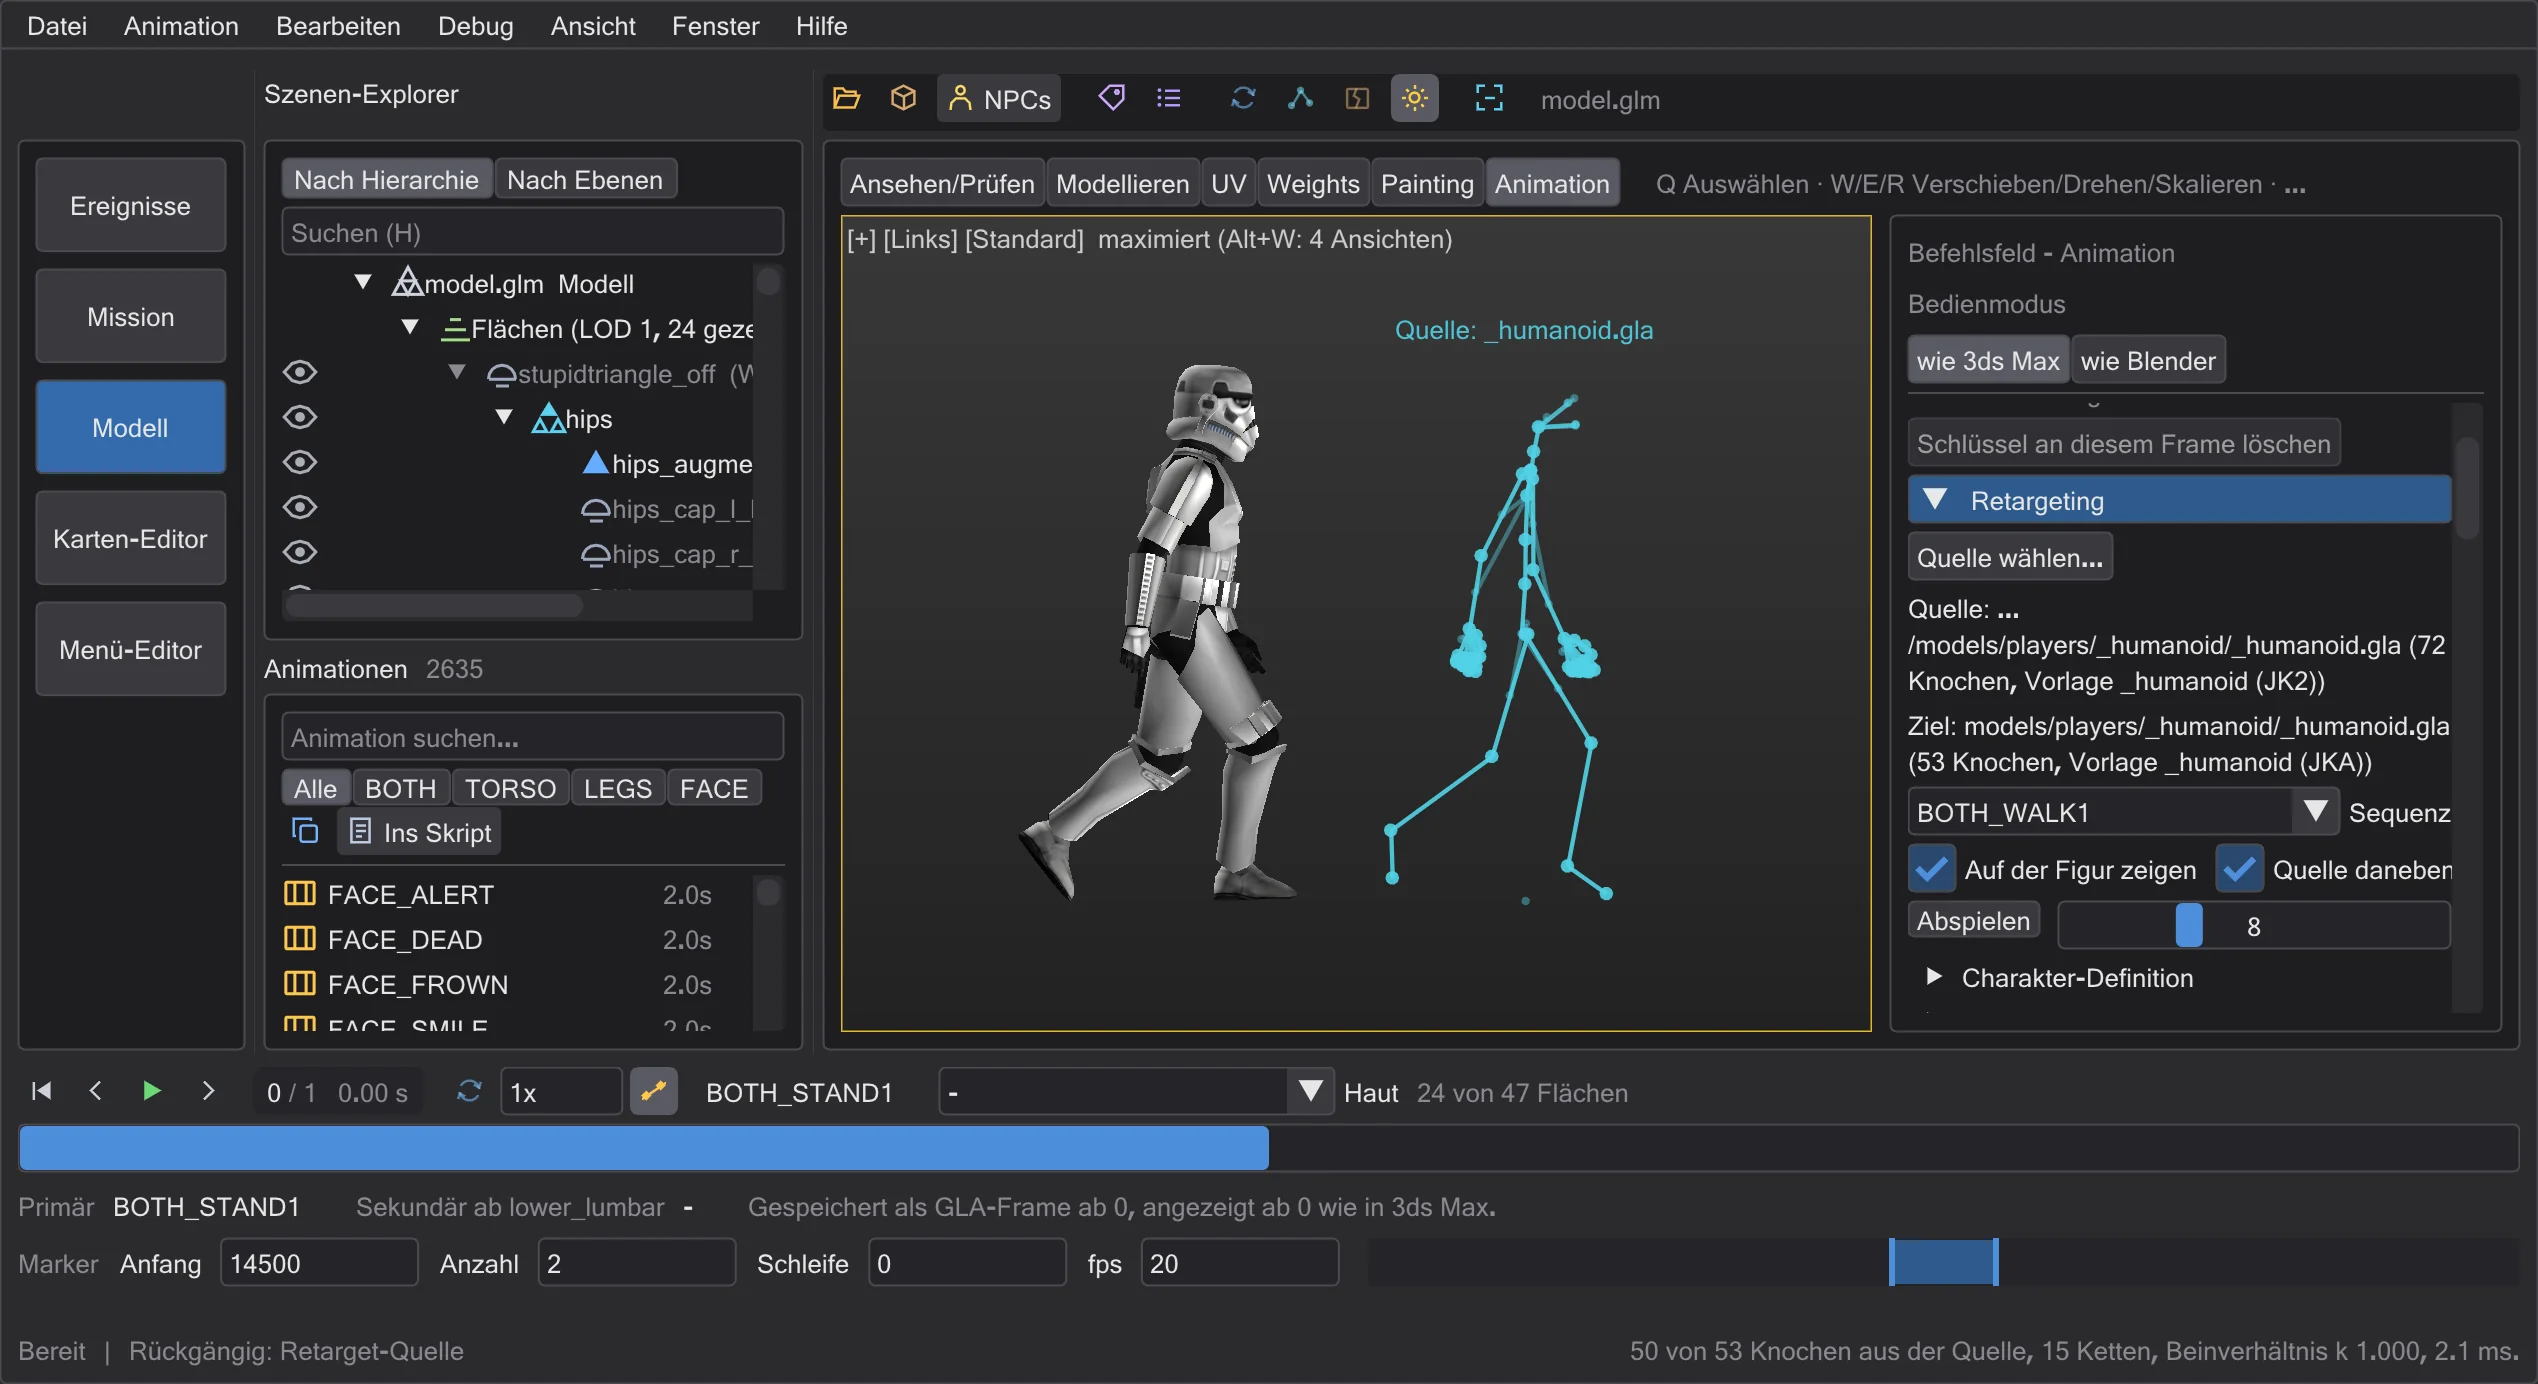 Datei Animation Bearbeiten Debug Ansicht Fenster Hilfe
Szenen-Explorer
NPCs model.glm
Ereignisse
Mission
Modell
Karten-Editor
Menü-Editor
Nach Hierarchie Nach Ebenen
Suchen (H)
model.glm Modell
Flächen (LOD 1, 24 geze
stupidtriangle_off (W
hips
hips_augme
hips_cap_l_
hips_cap_r_
Animationen 2635
Animation suchen...
Alle BOTH TORSO LEGS FACE
Ins Skript
FACE_ALERT 2.0s
FACE_DEAD 2.0s
FACE_FROWN 2.0s
FACE_SMILE 2.0s
Ansehen/Prüfen Modellieren UV Weights Painting Animation Q Auswählen · W/E/R Verschieben/Drehen/Skalieren · ...
[+] [Links] [Standard] maximiert (Alt+W: 4 Ansichten)
Quelle: _humanoid.gla
Befehlsfeld - Animation
Bedienmodus
wie 3ds Max wie Blender
Schlüssel an diesem Frame löschen
Retargeting
Quelle wählen...
Quelle: ...
/models/players/_humanoid/_humanoid.gla (72
Knochen, Vorlage _humanoid (JK2))
Ziel: models/players/_humanoid/_humanoid.gla
(53 Knochen, Vorlage _humanoid (JKA))
BOTH_WALK1 Sequenz
Auf der Figur zeigen Quelle daneben
Abspielen 8
Charakter-Definition
0 / 1 0.00 s 1x BOTH_STAND1 - Haut 24 von 47 Flächen
Primär BOTH_STAND1 Sekundär ab lower_lumbar - Gespeichert als GLA-Frame ab 0, angezeigt ab 0 wie in 3ds Max.
Marker Anfang 14500 Anzahl 2 Schleife 0 fps 20
Bereit | Rückgängig: Retarget-Quelle
50 von 53 Knochen aus der Quelle, 15 Ketten, Beinverhältnis k 1.000, 2.1 ms.